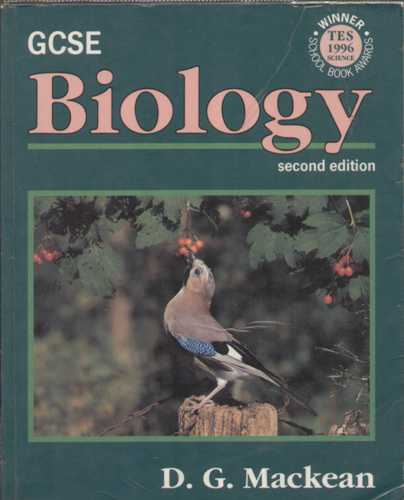 GCSE
Biology
second edition
WINNER
TES
1996
SCIENCE
SCHOOL BOOK AWARDS
D. G. Mackean